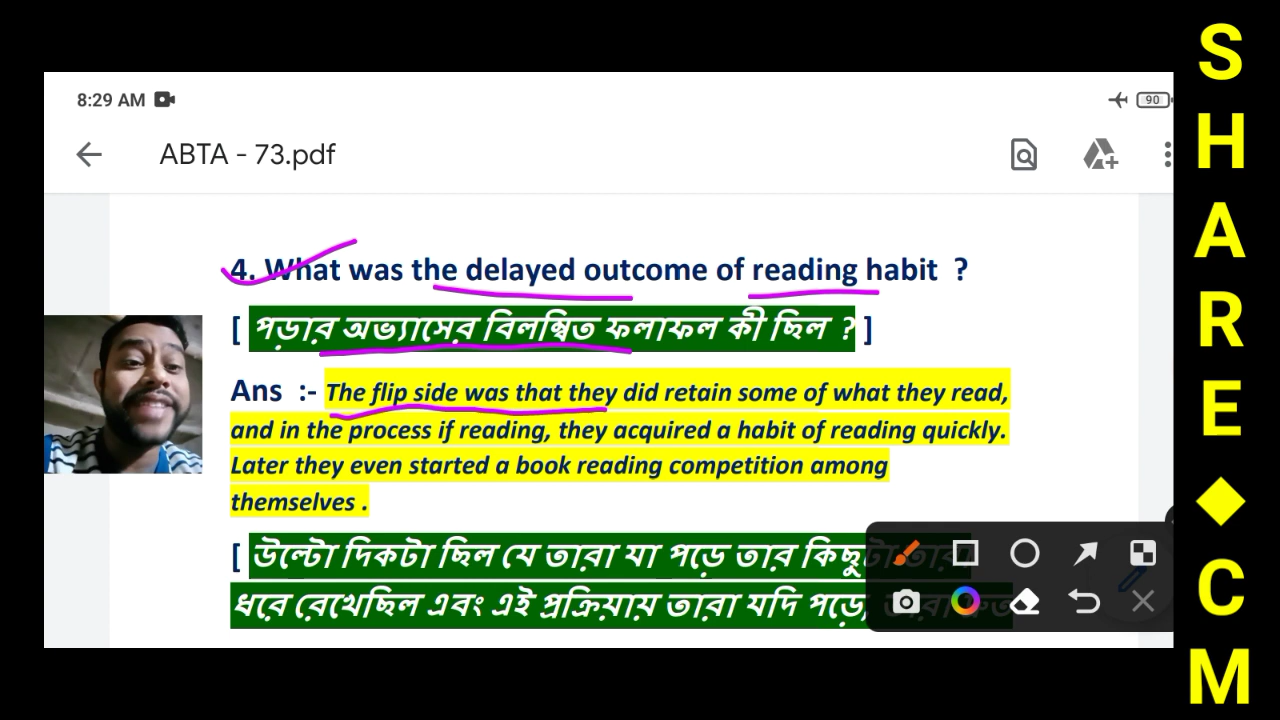 8:29 AM
90
ABTA - 73.pdf
4. What was the delayed outcome of reading habit ?
[ পড়ার অভ্যাসের বিলম্বিত ফলাফল কী ছিল ? ]
Ans :- The flip side was that they did retain some of what they read,
and in the process if reading, they acquired a habit of reading quickly.
Later they even started a book reading competition among
themselves .
[ উল্টো দিকটা ছিল যে তারা যা পড়ে তার কিছুটা তারা
ধরে রেখেছিল এবং এই প্রক্রিয়ায় তারা যদি পড়ে,
SHARE◆CM